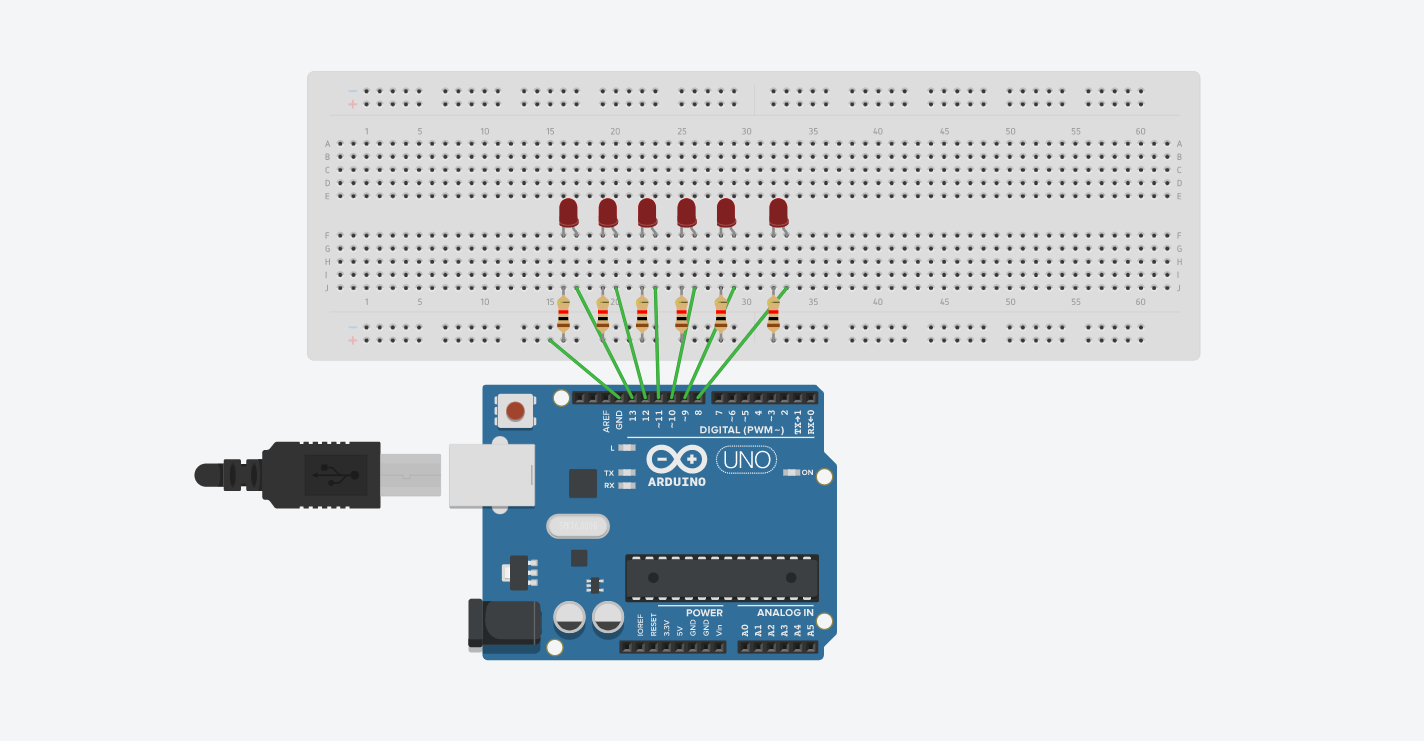 − −
+ +
1 5 10 15 20 25 30 35 40 45 50 55 60
A A
B B
C C
D D
E E
F F
G G
H H
I I
J J
1 5 10 15 20 25 30 35 40 45 50 55 60
− −
+ +
AREF GND 13 12 ~11 ~10 ~9 8 7 ~6 ~5 4 ~3 2 TX→1 RX←0
DIGITAL (PWM~)
L
TX
RX
UNO
ON
ARDUINO
POWER ANALOG IN
IOREF RESET 3.3V 5V GND GND Vin A0 A1 A2 A3 A4 A5